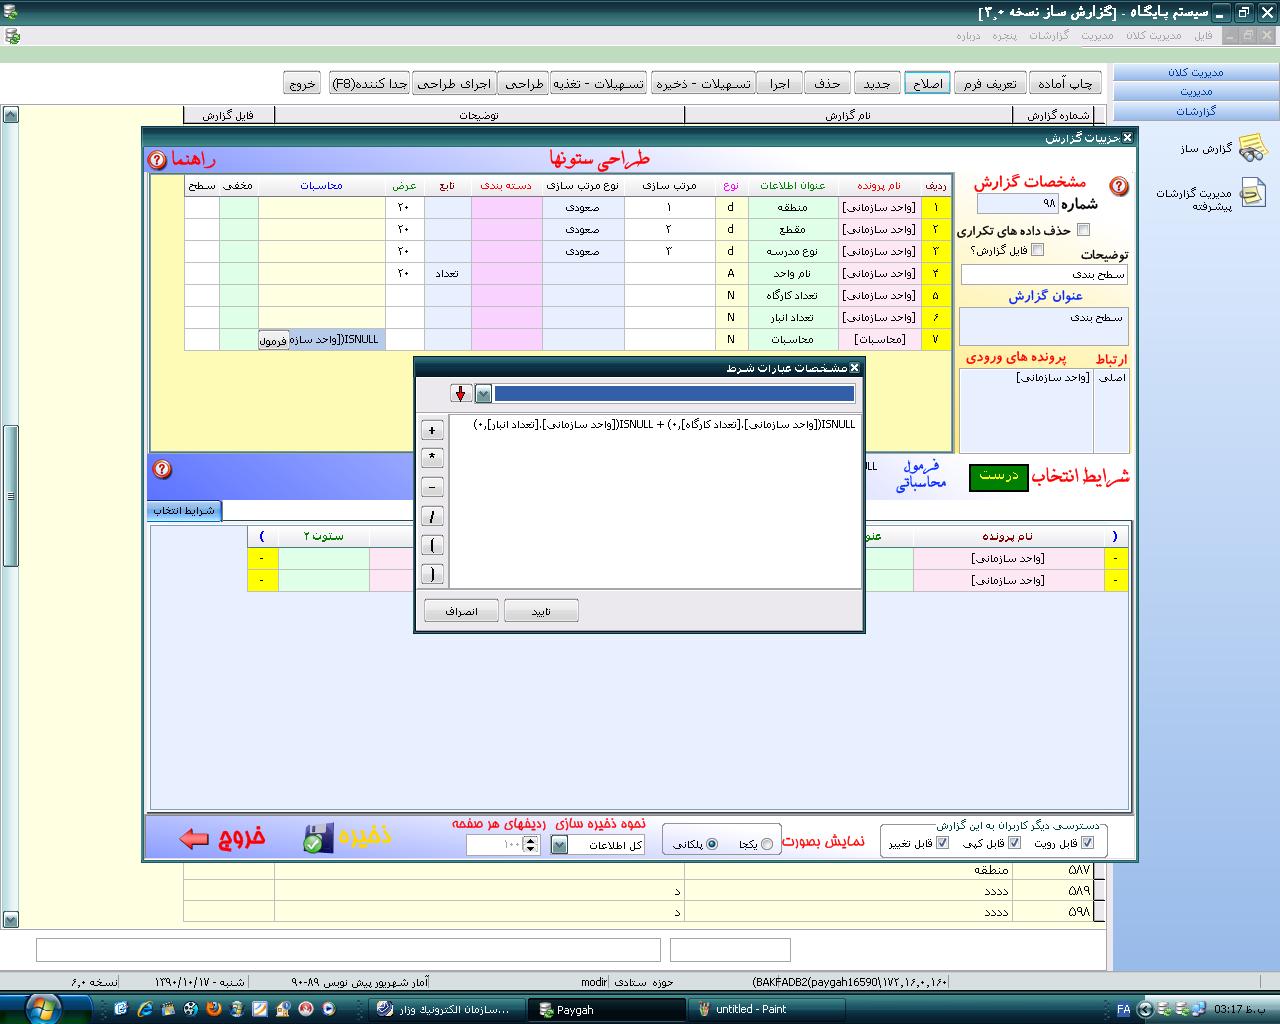 سیستم پایگاه - [گزارش ساز نسخه ۳,۰]
فایل مدیریت کلان مدیریت گزارشات پنجره درباره
چاپ آماده تعریف فرم اصلاح جدید حذف اجرا تسهیلات - ذخیره تسهیلات - تغذیه طراحی اجرای طراحی جدا کننده(F8) خروج
مدیریت کلان
مدیریت
گزارشات
گزارش ساز
مدیریت گزارشات
پیشرفته
شماره گزارش نام گزارش توضیحات فایل گزارش
جزییات گزارش
طراحی ستونها
راهنما
مشخصات گزارش
شماره ۹۸
حذف داده های تکراری
توضیحات فایل گزارش؟
سطح بندی
عنوان گزارش
سطح بندی
ارتباط پرونده های ورودی
اصلی [واحد سازمانی]
ردیف نام پرونده عنوان اطلاعات نوع مرتب سازی نوع مرتب سازی دسته بندی تابع عرض محاسبات مخفی سطح
۱ [واحد سازمانی] منطقه d ۱ صعودی ۲۰
۲ [واحد سازمانی] مقطع d ۲ صعودی ۲۰
۳ [واحد سازمانی] نوع مدرسه d ۳ صعودی ۲۰
۴ [واحد سازمانی] نام واحد A تعداد ۲۰
۵ [واحد سازمانی] تعداد کارگاه N
۶ [واحد سازمانی] تعداد انبار N
۷ [محاسبات] محاسبات N ISNULL([واحد سازم فرمول
مشخصات عبارات شرط
ISNULL([واحد سازمانی].[تعداد کارگاه],۰) + ISNULL([واحد سازمانی].[تعداد انبار],۰)
+
*
-
/
(
)
تایید انصراف
شرایط انتخاب درست فرمول محاسباتی
شرایط انتخاب
( نام پرونده ستوت ۲ )
- [واحد سازمانی] -
- [واحد سازمانی] -
دسترسی دیگر کاربران به این گزارش
قابل رویت قابل کپی قابل تغییر
نمایش بصورت یکجا پلکانی
نحوه ذخیره سازی ردیفهای هر صفحه
کل اطلاعات ۱۰۰
ذخیره
خروج
۵۸۷ منطقه
۵۸۹ دددد د
۵۹۸ دددد د
(BAKFADB2(paygah16590\۱۷۲,۱۶,۰,۱۶۰ حوزه ستادی modir آمار شهریور پیش نویس ۸۹-۹۰ شنبه - ۱۳۹۰/۱۰/۱۷ نسخه ۶,۰
سازمان الکترونیک وزار... Paygah untitled - Paint FA 03:17 ب.ظ